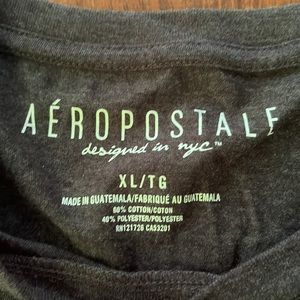 AÉROPOSTALE
designed in nyc™
XL/TG
MADE IN GUATEMALA/FABRIQUÉ AU GUATEMALA
60% COTTON/COTON
40% POLYESTER/POLYESTER
RN121726 CA53201